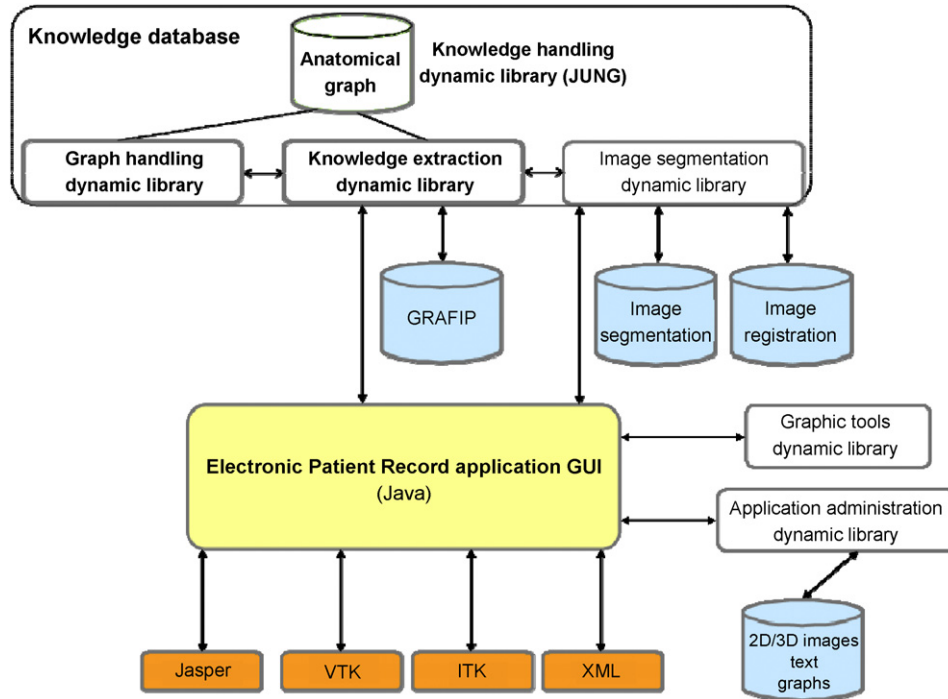 Knowledge database
Anatomical
graph
Knowledge handling
dynamic library (JUNG)
Graph handling
dynamic library
Knowledge extraction
dynamic library
Image segmentation
dynamic library
GRAFIP
Image
segmentation
Image
registration
Electronic Patient Record application GUI
(Java)
Graphic tools
dynamic library
Application administration
dynamic library
Jasper
VTK
ITK
XML
2D/3D images
text
graphs